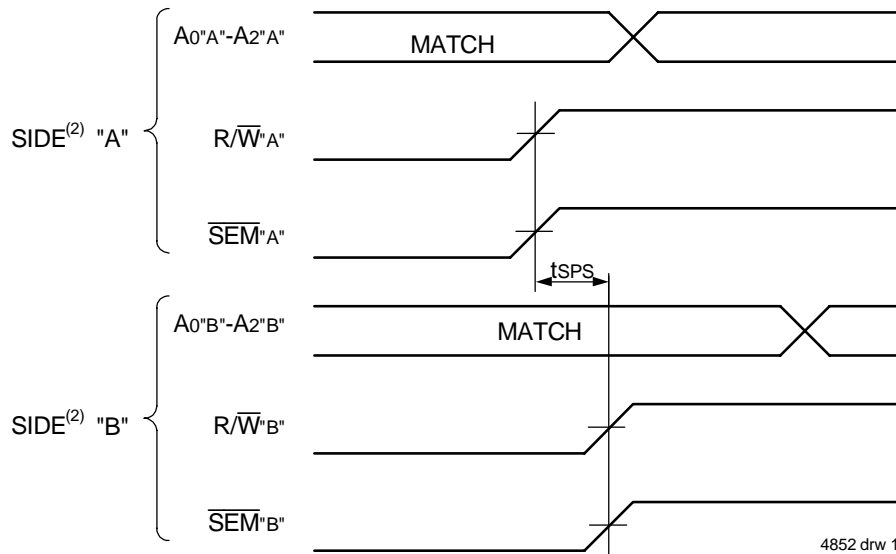 A0"A"-A2"A"
MATCH
SIDE(2) "A"
R/W"A"
SEM"A"
tSPS
A0"B"-A2"B"
MATCH
SIDE(2) "B"
R/W"B"
SEM"B"
4852 drw 1